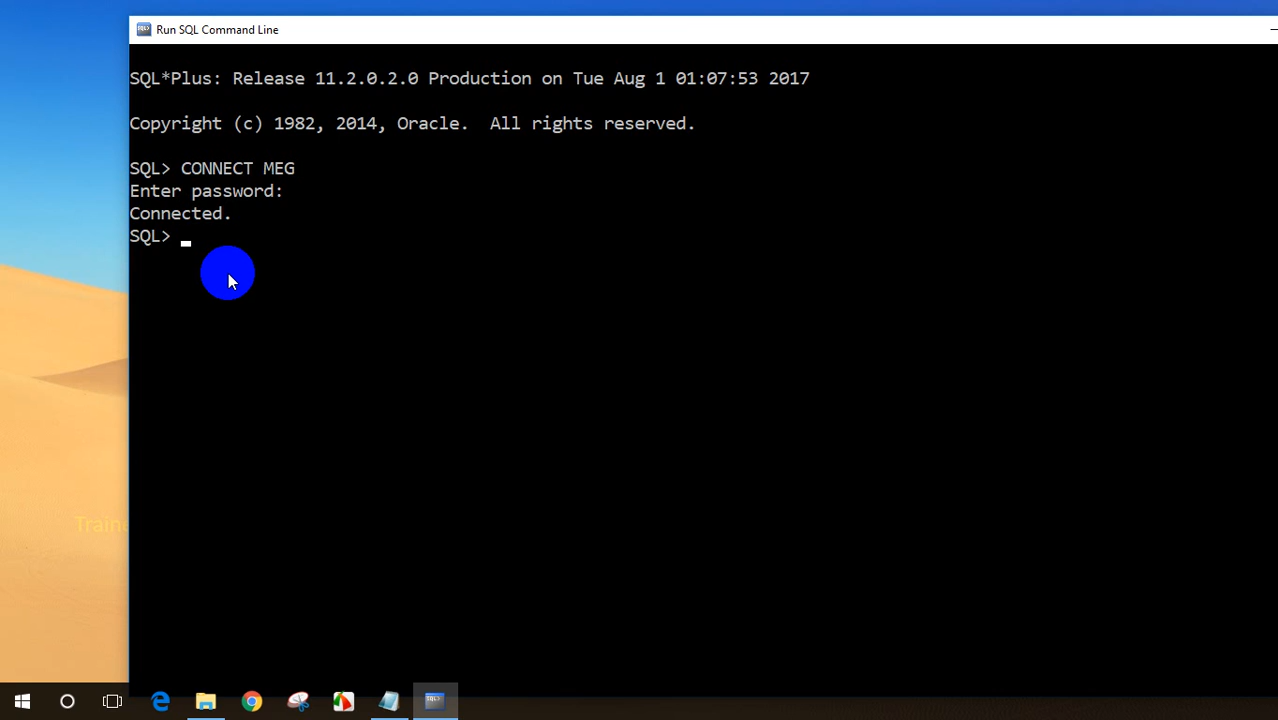 Run SQL Command Line
SQL*Plus: Release 11.2.0.2.0 Production on Tue Aug 1 01:07:53 2017
Copyright (c) 1982, 2014, Oracle.  All rights reserved.
SQL> CONNECT MEG
Enter password:
Connected.
SQL>